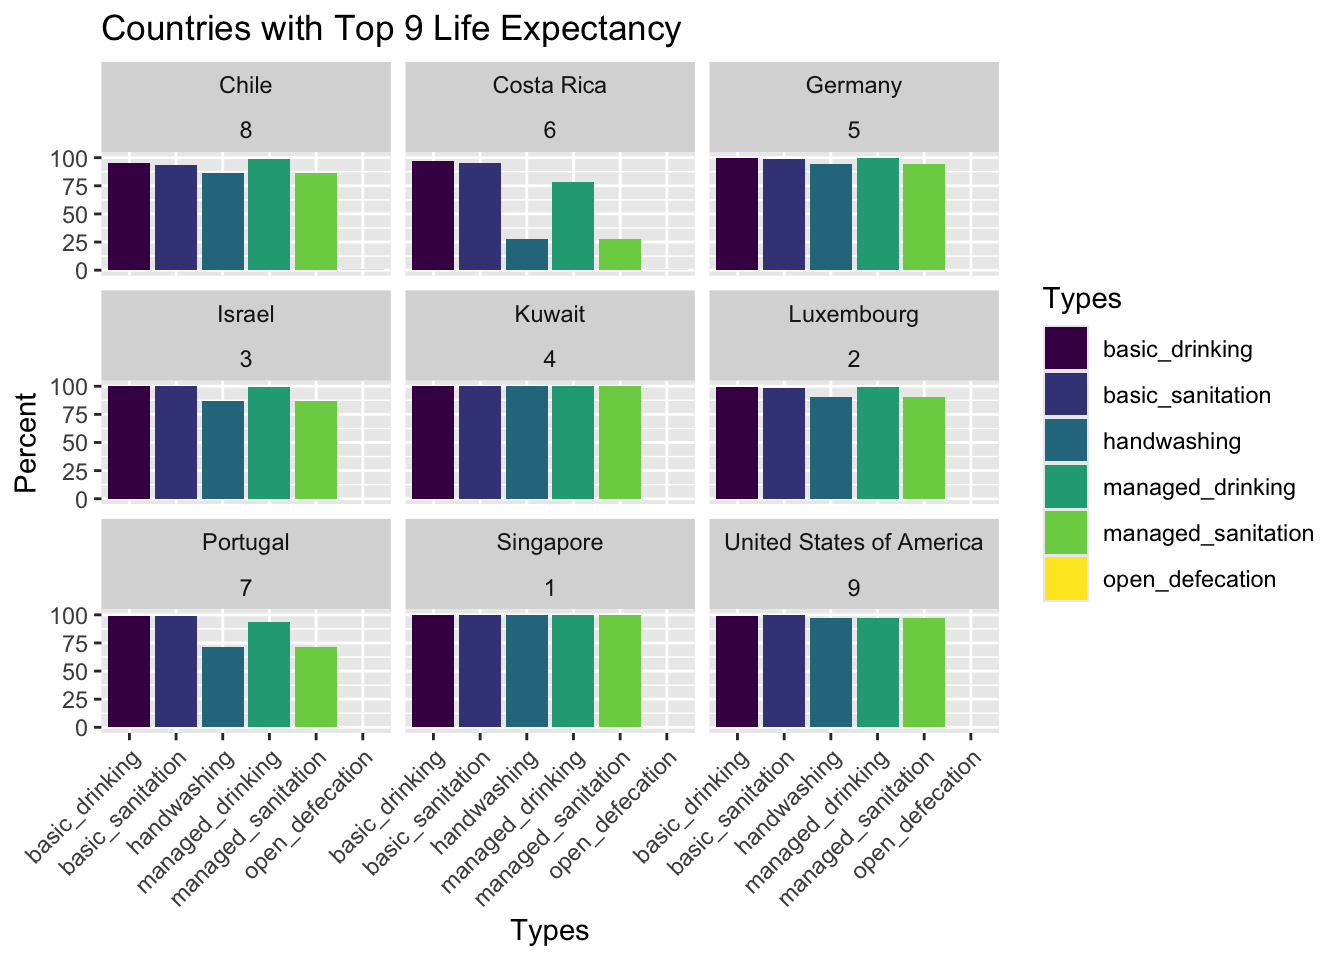 Countries with Top 9 Life Expectancy
Chile
8
Costa Rica
6
Germany
5
100
75
50
25
0
Israel
3
Kuwait
4
Luxembourg
2
100
75
50
25
0
Portugal
7
Singapore
1
United States of America
9
100
75
50
25
0
Percent
basic_drinking
basic_sanitation
handwashing
managed_drinking
managed_sanitation
open_defecation
basic_drinking
basic_sanitation
handwashing
managed_drinking
managed_sanitation
open_defecation
basic_drinking
basic_sanitation
handwashing
managed_drinking
managed_sanitation
open_defecation
Types
Types
basic_drinking
basic_sanitation
handwashing
managed_drinking
managed_sanitation
open_defecation